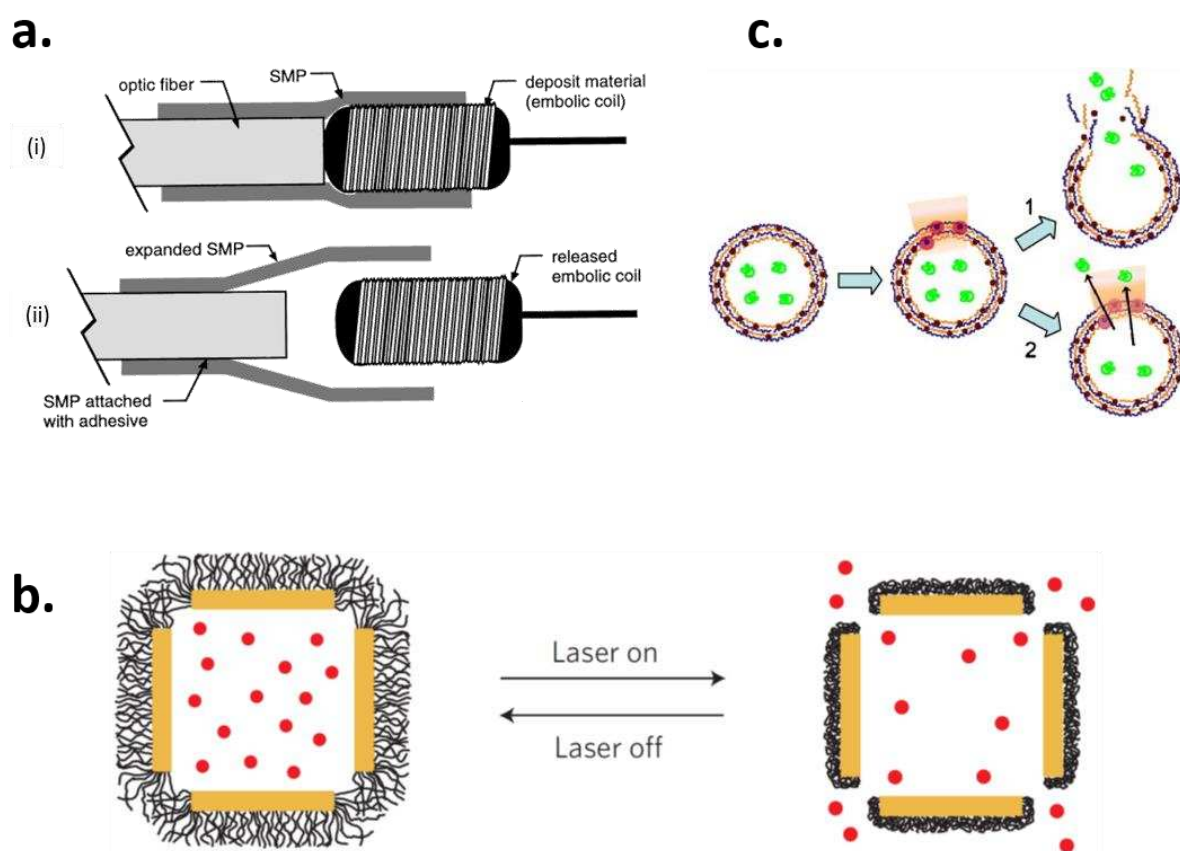 a.
optic fiber
SMP
deposit material
(embolic coil)
(i)
expanded SMP
released
embolic coil
(ii)
SMP attached
with adhesive
c.
1
2
b.
Laser on
Laser off